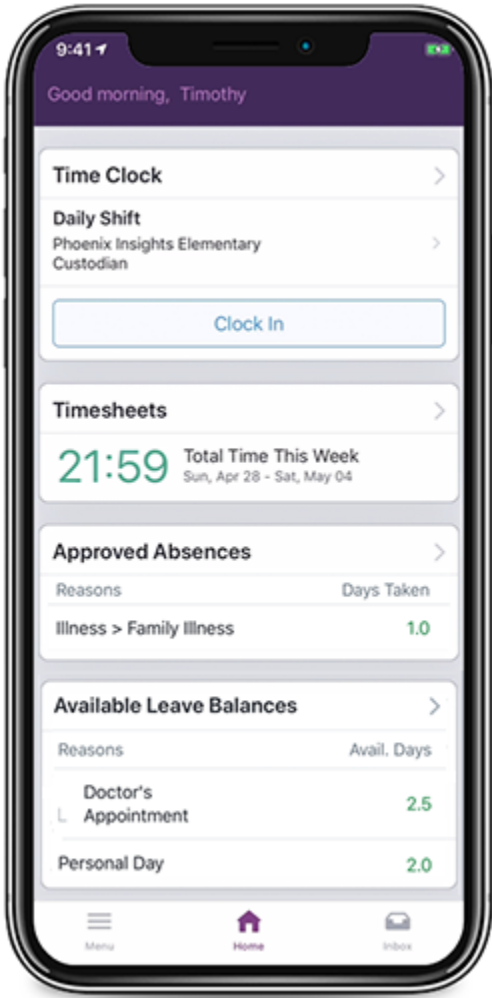 9:41
Good morning, Timothy
Time Clock
Daily Shift
Phoenix Insights Elementary
Custodian
Clock In
Timesheets
21:59 Total Time This Week
Sun, Apr 28 - Sat, May 04
Approved Absences
Reasons Days Taken
Illness > Family Illness 1.0
Available Leave Balances
Reasons Avail. Days
Doctor's
Appointment 2.5
Personal Day 2.0
Menu Home Inbox